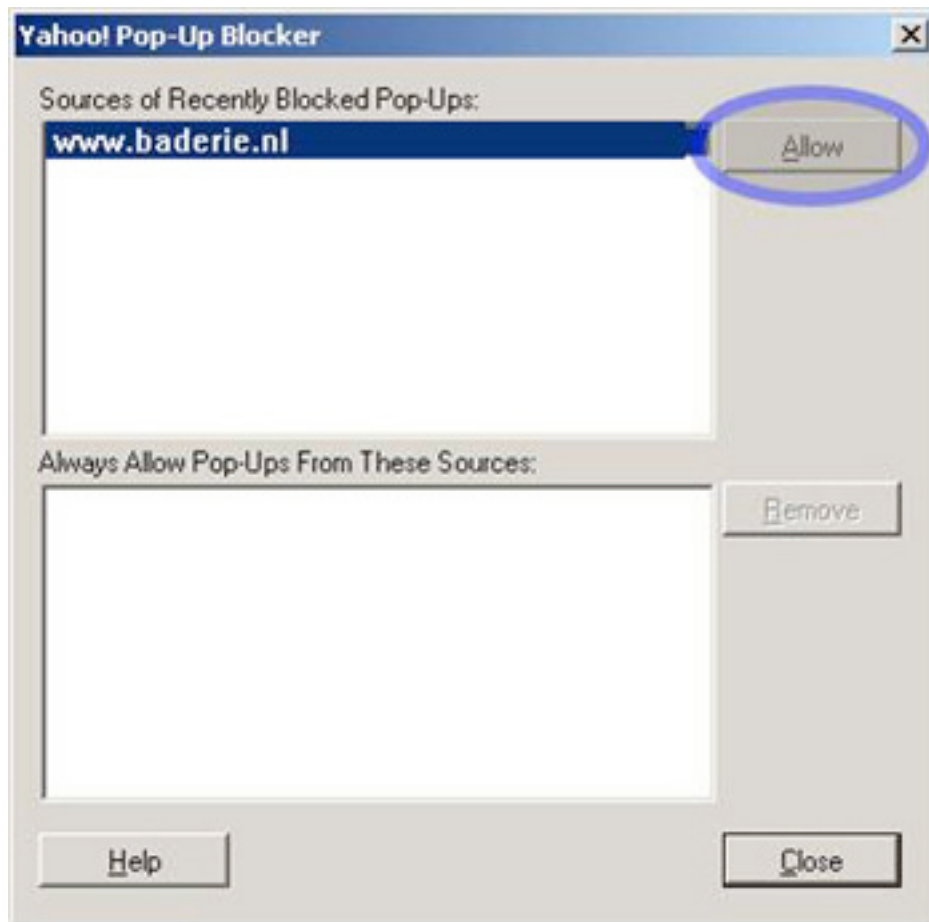 Yahoo! Pop-Up Blocker
Sources of Recently Blocked Pop-Ups:
www.baderie.nl
Allow
Always Allow Pop-Ups From These Sources:
Remove
Help
Close